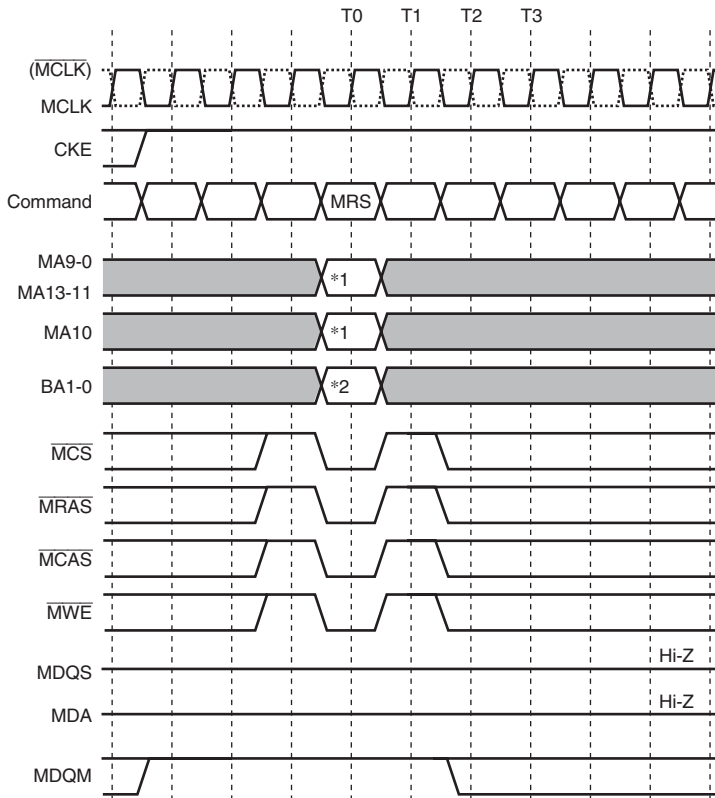 T0 T1 T2 T3
(MCLK)
MCLK
CKE
Command MRS
MA9-0
MA13-11 *1
MA10 *1
BA1-0 *2
MCS
MRAS
MCAS
MWE
MDQS Hi-Z
MDA Hi-Z
MDQM